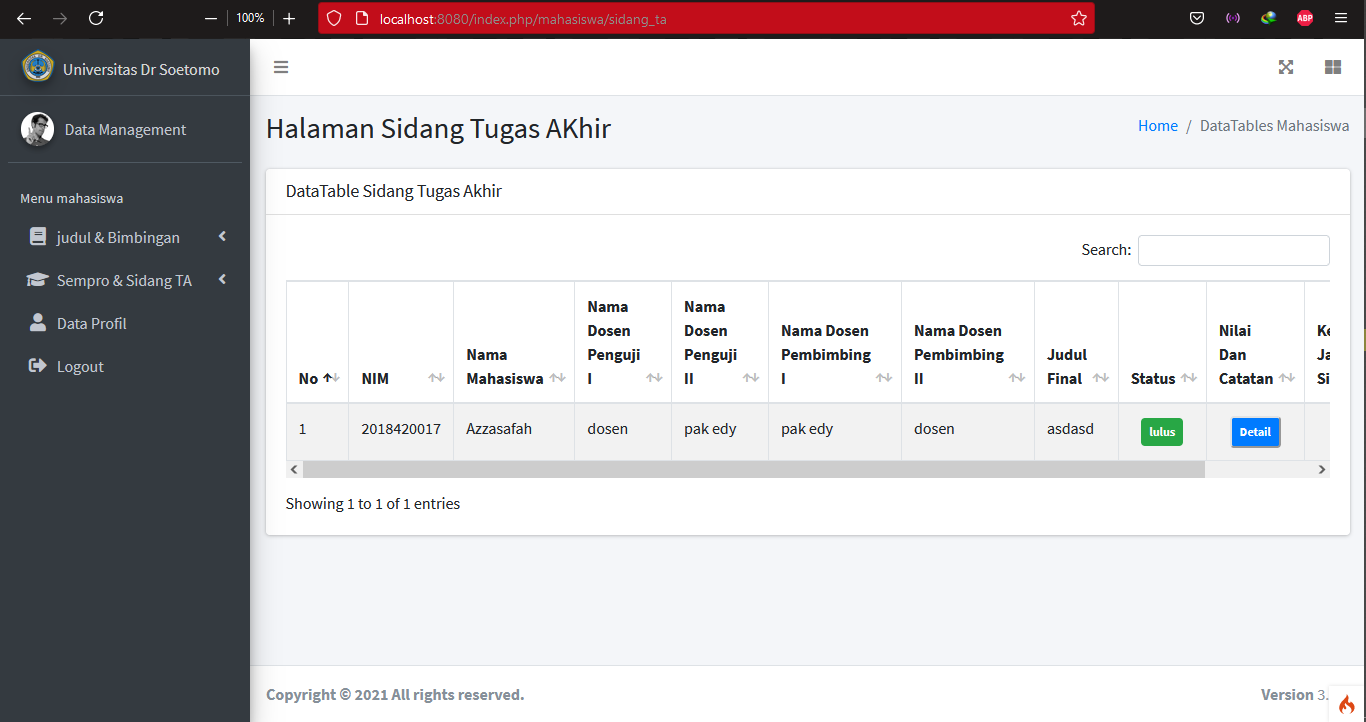 100%
localhost:8080/index.php/mahasiswa/sidang_ta
ABP
Universitas Dr Soetomo
Data Management
Menu mahasiswa
judul & Bimbingan
Sempro & Sidang TA
Data Profil
Logout
Halaman Sidang Tugas AKhir
Home / DataTables Mahasiswa
DataTable Sidang Tugas Akhir
Search:
No
NIM
Nama
Mahasiswa
Nama
Dosen
Penguji
I
Nama
Dosen
Penguji
II
Nama Dosen
Pembimbing
I
Nama Dosen
Pembimbing
II
Judul
Final
Status
Nilai
Dan
Catatan
Ke
Ja
Si
1 2018420017 Azzasafah dosen pak edy pak edy dosen asdasd lulus Detail
Showing 1 to 1 of 1 entries
Copyright © 2021 All rights reserved.
Version 3.